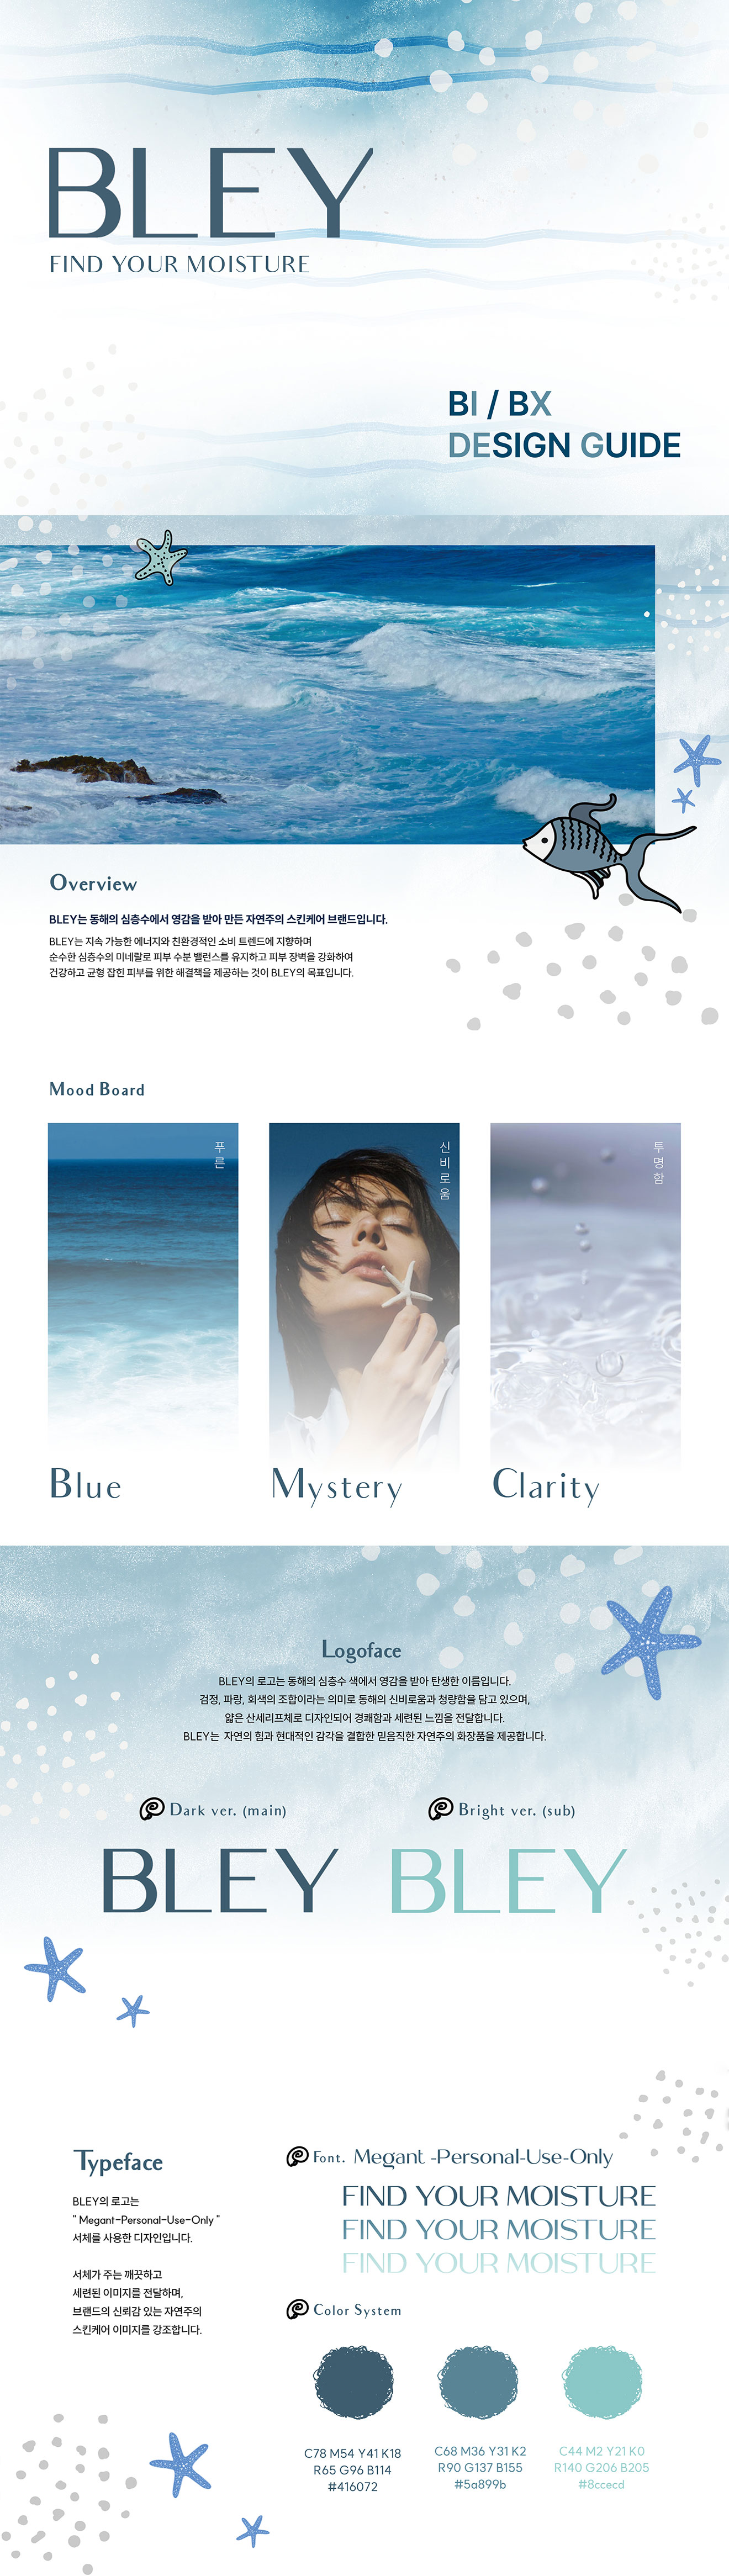 BLEY
FIND YOUR MOISTURE
BI / BX
DESIGN GUIDE
Overview
BLEY는 동해의 심층수에서 영감을 받아 만든 자연주의 스킨케어 브랜드입니다.
BLEY는 지속 가능한 에너지와 친환경적인 소비 트렌드에 지향하며
순수한 심층수의 미네랄로 피부 수분 밸런스를 유지하고 피부 장벽을 강화하여
건강하고 균형 잡힌 피부를 위한 해결책을 제공하는 것이 BLEY의 목표입니다.
Mood Board
푸른
신비로움
투명함
Blue
Mystery
Clarity
Logoface
BLEY의 로고는 동해의 심층수 색에서 영감을 받아 탄생한 이름입니다.
검정, 파랑, 회색의 조합이라는 의미로 동해의 신비로움과 청량함을 담고 있으며,
얇은 산세리프체로 디자인되어 경쾌함과 세련된 느낌을 전달합니다.
BLEY는 자연의 힘과 현대적인 감각을 결합한 믿음직한 자연주의 화장품을 제공합니다.
Dark ver. (main)
Bright ver. (sub)
BLEY
BLEY
Typeface
BLEY의 로고는
" Megant-Personal-Use-Only "
서체를 사용한 디자인입니다.
서체가 주는 깨끗하고
세련된 이미지를 전달하며,
브랜드의 신뢰감 있는 자연주의
스킨케어 이미지를 강조합니다.
Font. Megant -Personal-Use-Only
FIND YOUR MOISTURE
FIND YOUR MOISTURE
FIND YOUR MOISTURE
Color System
C78 M54 Y41 K18
R65 G96 B114
#416072
C68 M36 Y31 K2
R90 G137 B155
#5a899b
C44 M2 Y21 K0
R140 G206 B205
#8ccecd